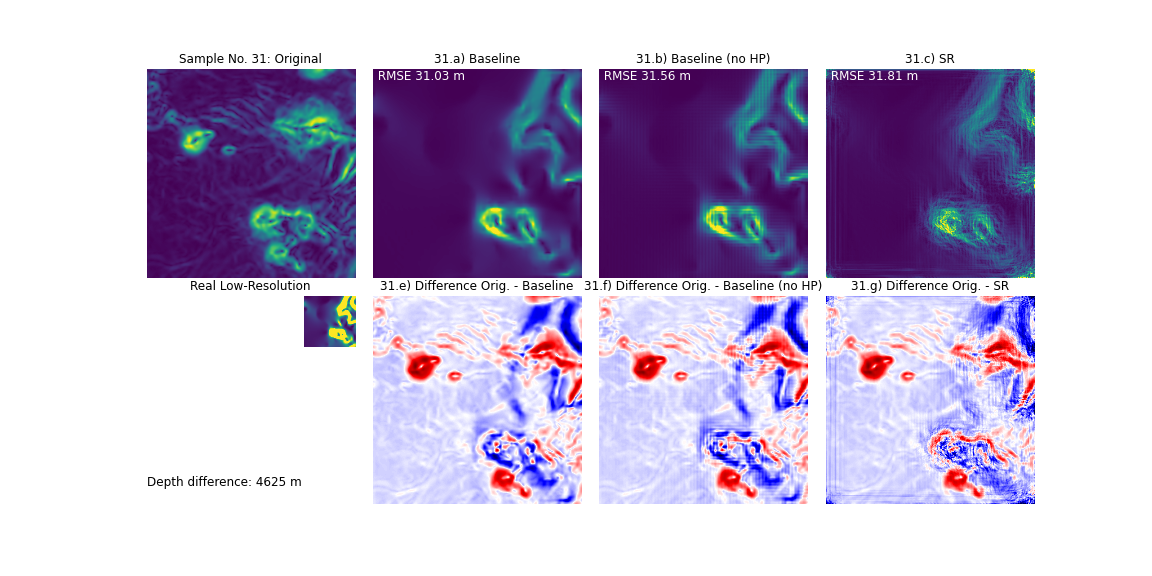 Sample No. 31: Original
31.a) Baseline
31.b) Baseline (no HP)
31.c) SR
RMSE 31.03 m
RMSE 31.56 m
RMSE 31.81 m
Real Low-Resolution
31.e) Difference Orig. - Baseline
31.f) Difference Orig. - Baseline (no HP)
31.g) Difference Orig. - SR
Depth difference: 4625 m